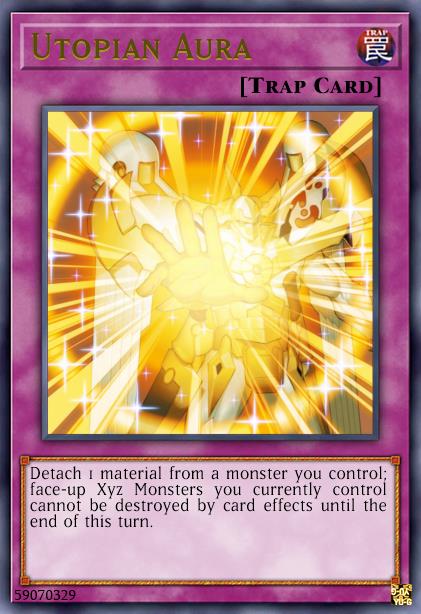 Utopian Aura
TRAP
罠
[Trap Card]
Detach 1 material from a monster you control;
face-up Xyz Monsters you currently control
cannot be destroyed by card effects until the
end of this turn.
59070329